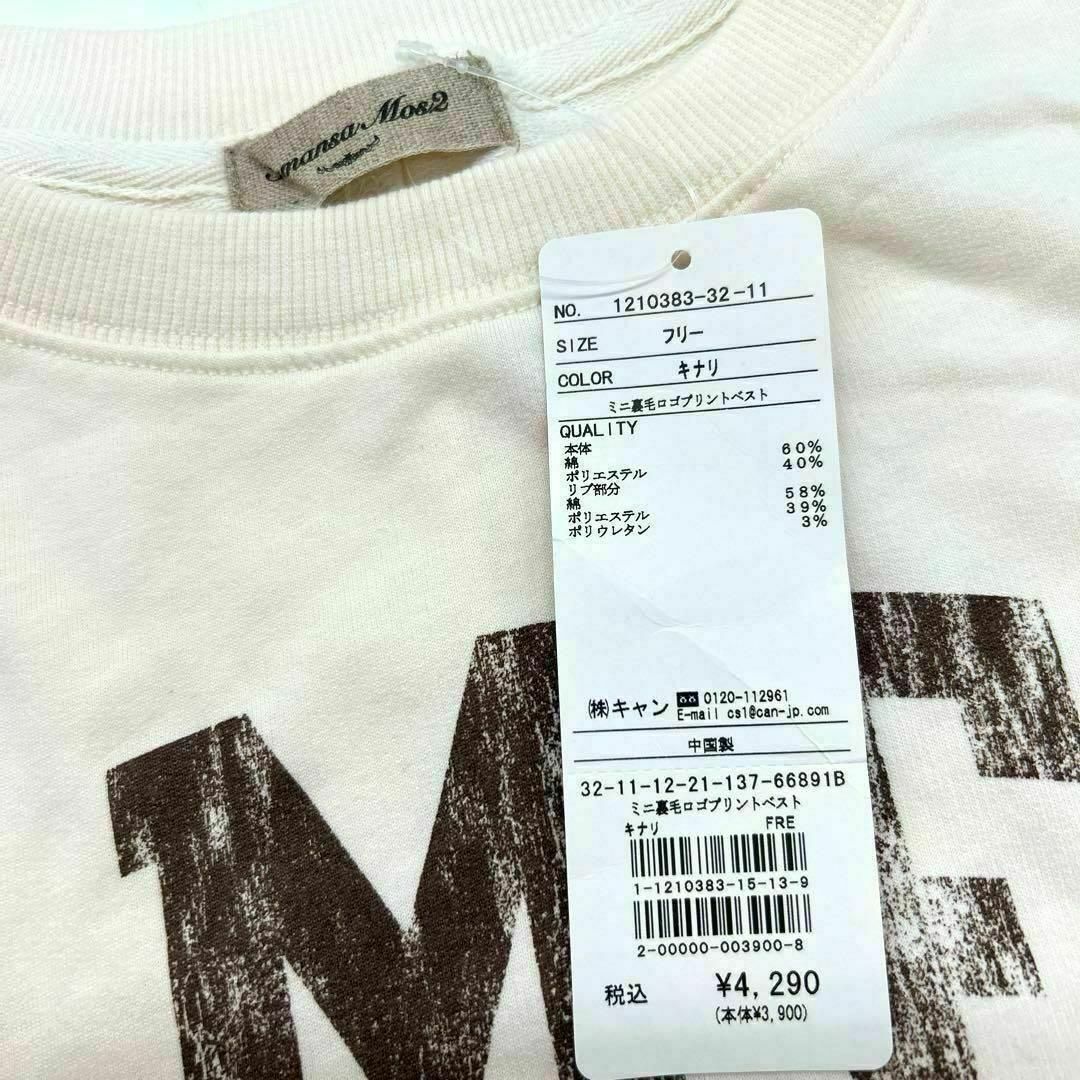 Samansa Mos2
NO. 1210383-32-11
SIZE フリー
COLOR キナリ
ミニ裏毛ロゴプリントベスト
QUALITY
本体 60%
綿 40%
ポリエステル
リブ部分 58%
綿 39%
ポリエステル 3%
ポリウレタン
(株)キャン 0120-112961
E-mail cs1@can-jp.com
中国製
32-11-12-21-137-66891B
ミニ裏毛ロゴプリントベスト
キナリ FRE
1-1210383-15-13-9
2-00000-003900-8
税込 ¥4,290
(本体¥3,900)
M E